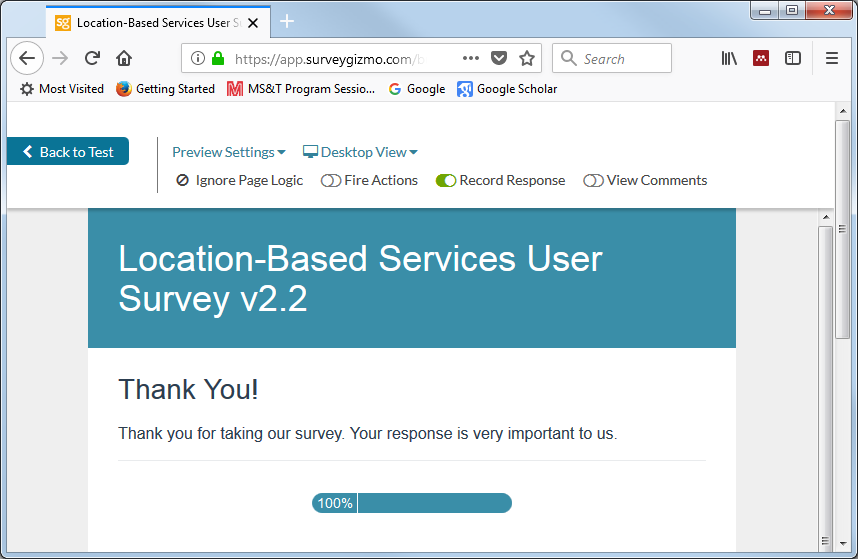 Location-Based Services User S
https://app.surveygizmo.com/b
Search
Most Visited Getting Started MS&T Program Sessio... Google Google Scholar
Back to Test
Preview Settings Desktop View
Ignore Page Logic Fire Actions Record Response View Comments
Location-Based Services User
Survey v2.2
Thank You!
Thank you for taking our survey. Your response is very important to us.
100%